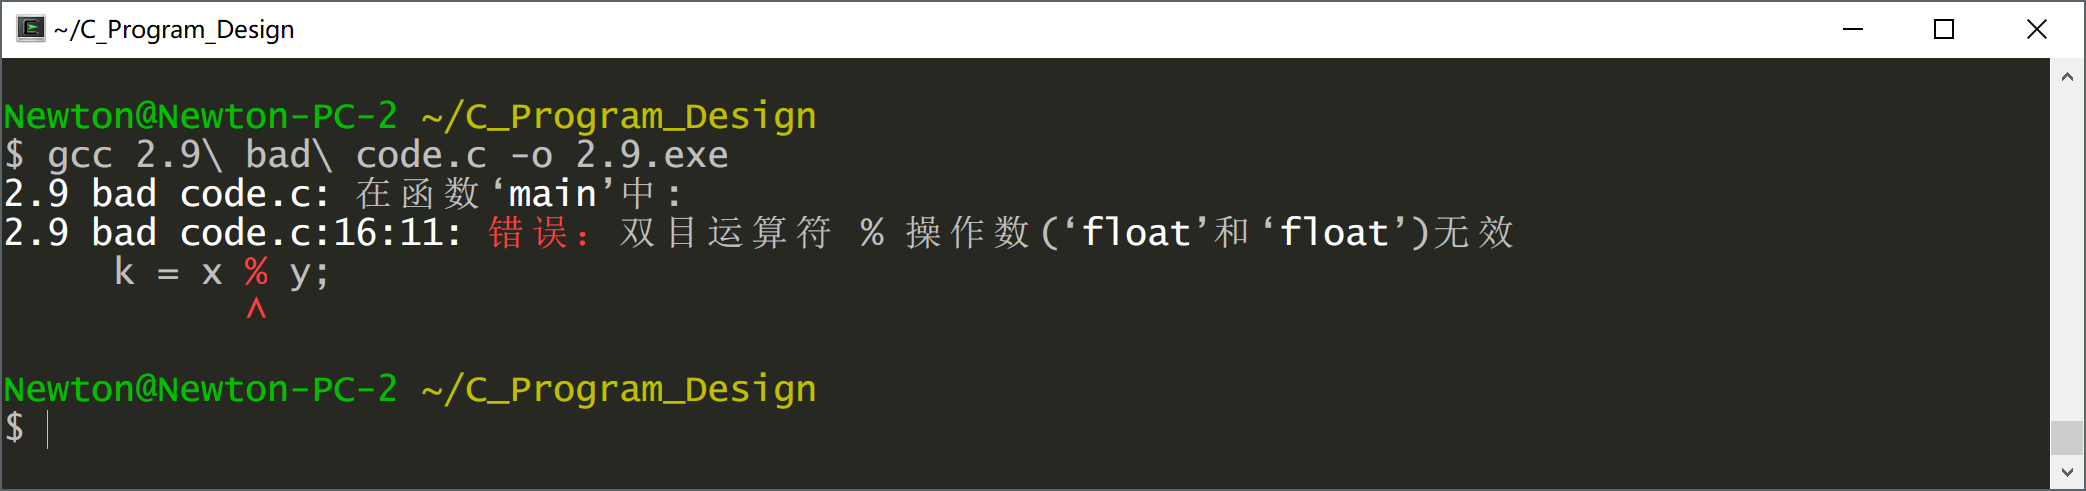 ~/C_Program_Design
Newton@Newton-PC-2 ~/C_Program_Design
$ gcc 2.9\ bad\ code.c -o 2.9.exe
2.9 bad code.c: 在函数‘main’中：
2.9 bad code.c:16:11: 错误：双目运算符 % 操作数(‘float’和‘float’)无效
     k = x % y;
           ^
Newton@Newton-PC-2 ~/C_Program_Design
$